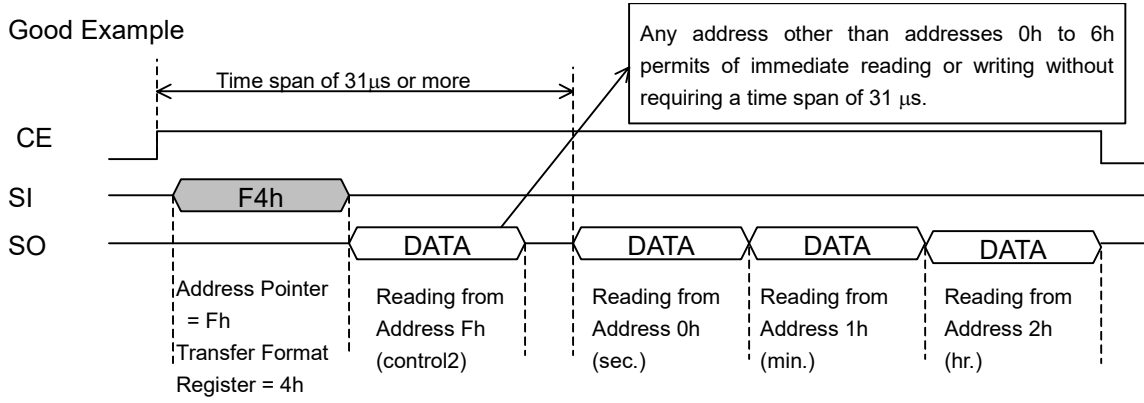 Good Example
Any address other than addresses 0h to 6h
permits of immediate reading or writing without
requiring a time span of 31 μs.
Time span of 31μs or more
CE
SI
F4h
SO
DATA
DATA
DATA
DATA
Address Pointer
= Fh
Transfer Format
Register = 4h
Reading from
Address Fh
(control2)
Reading from
Address 0h
(sec.)
Reading from
Address 1h
(min.)
Reading from
Address 2h
(hr.)